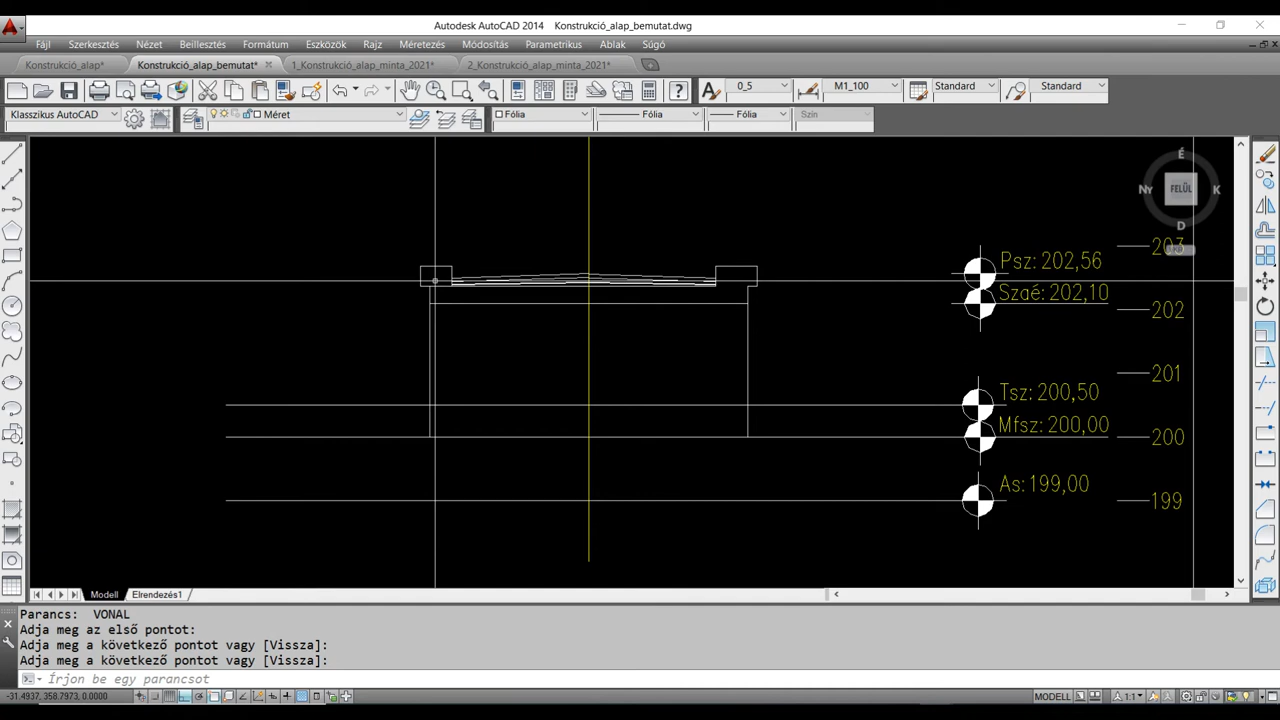 Autodesk AutoCAD 2014 Konstrukció_alap_bemutat.dwg
Fájl Szerkesztés Nézet Beillesztés Formátum Eszközök Rajz Méretezés Módosítás Parametrikus Ablak Súgó
Konstrukció_alap* Konstrukció_alap_bemutat* 1_Konstrukció_alap_minta_2021* 2_Konstrukció_alap_minta_2021*
0_5 M1_100 Standard Standard
Klasszikus AutoCAD Méret Fólia Fólia Fólia Szín
É
NY FELÜL K
D
203
Psz: 202,56
Szaé: 202,10
202
201
Tsz: 200,50
Mfsz: 200,00
200
As: 199,00
199
Modell Elrendezés1
Parancs: VONAL
Adja meg az első pontot:
Adja meg a következő pontot vagy [Vissza]:
Adja meg a következő pontot vagy [Vissza]:
Írjon be egy parancsot
-31.4937, 358.7973, 0.0000 MODELL 1:1